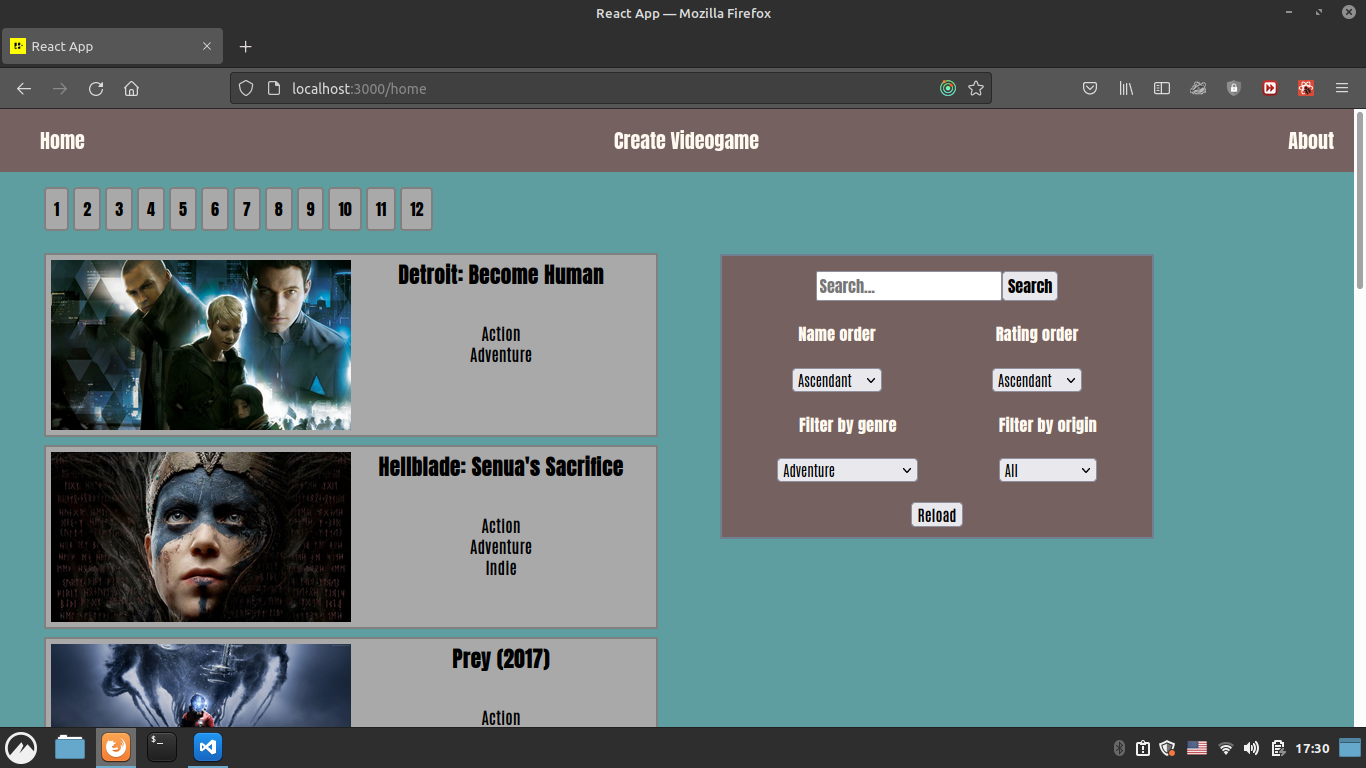 React App — Mozilla Firefox
React App
localhost:3000/home
Home
Create Videogame
About
1 2 3 4 5 6 7 8 9 10 11 12
Detroit: Become Human
Action
Adventure
Hellblade: Senua's Sacrifice
Action
Adventure
Indie
Prey (2017)
Action
Search...
Search
Name order
Rating order
Ascendant
Ascendant
Filter by genre
Filter by origin
Adventure
All
Reload
17:30